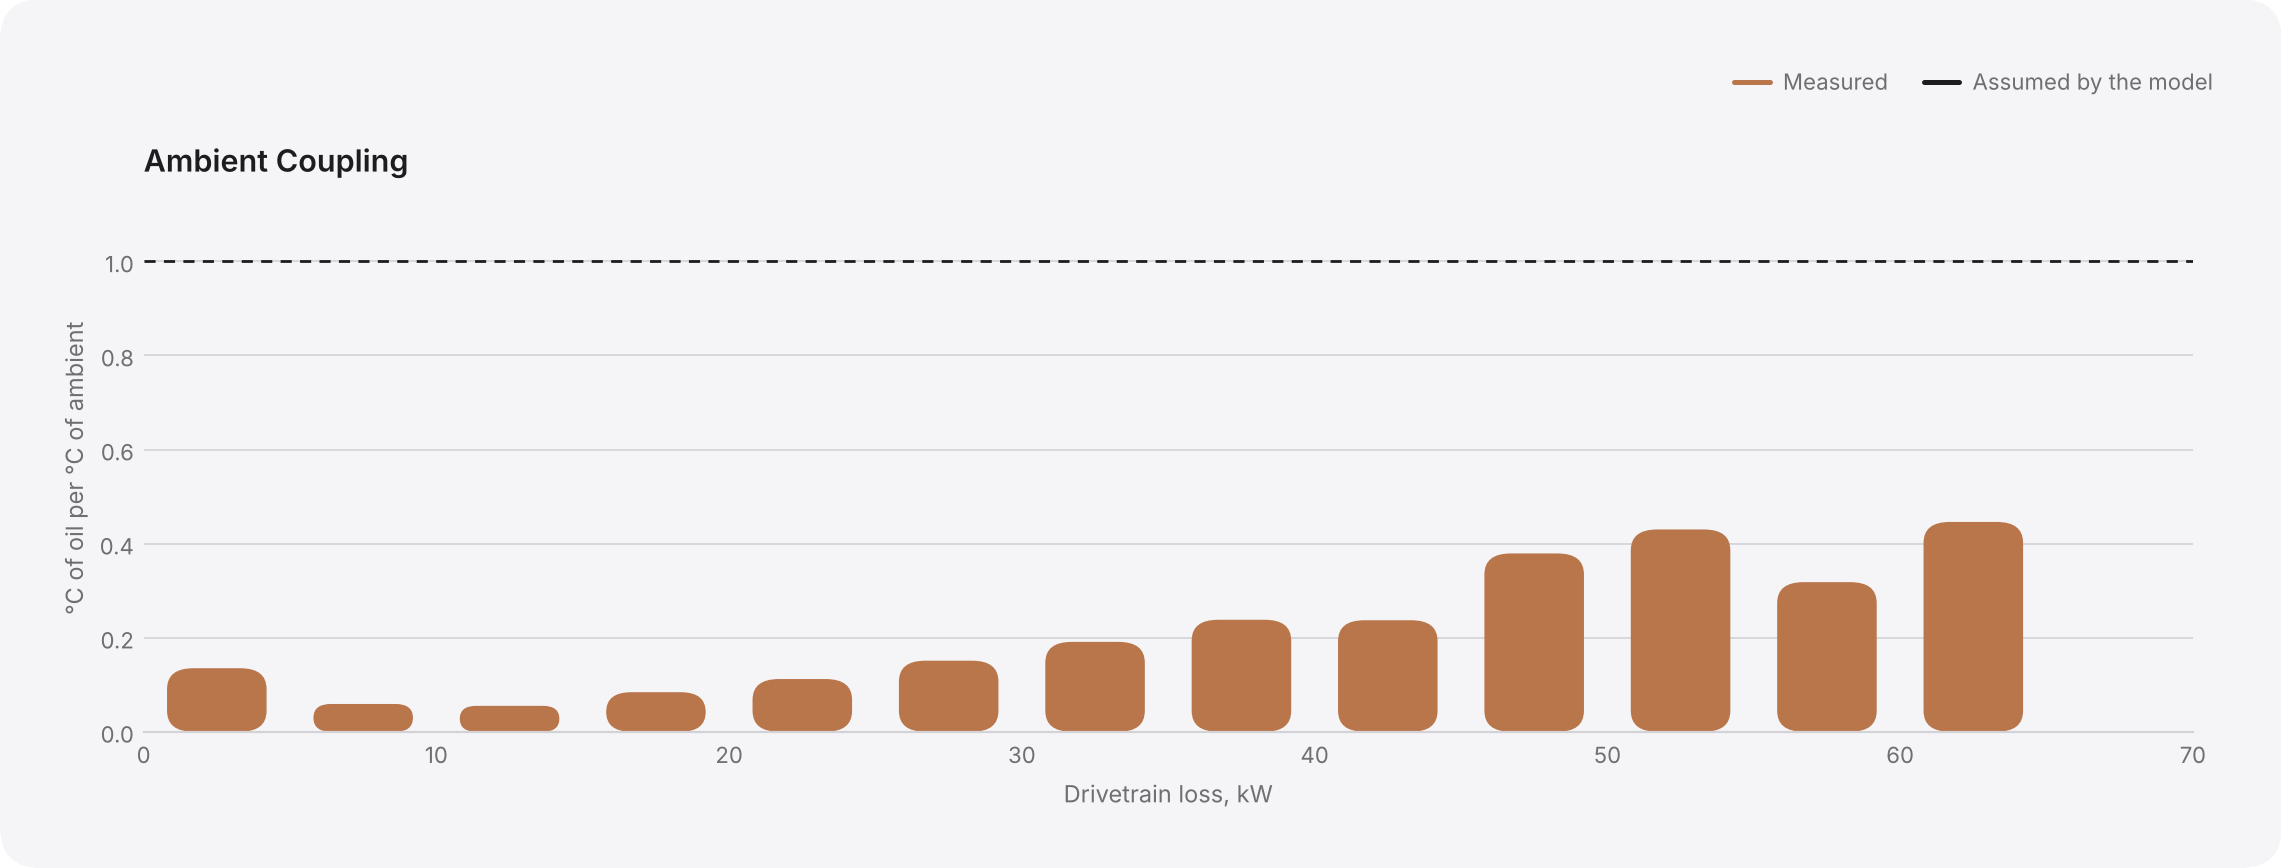 Measured
Assumed by the model
Ambient Coupling
°C of oil per °C of ambient
1.0
0.8
0.6
0.4
0.2
0.0
0 10 20 30 40 50 60 70
Drivetrain loss, kW